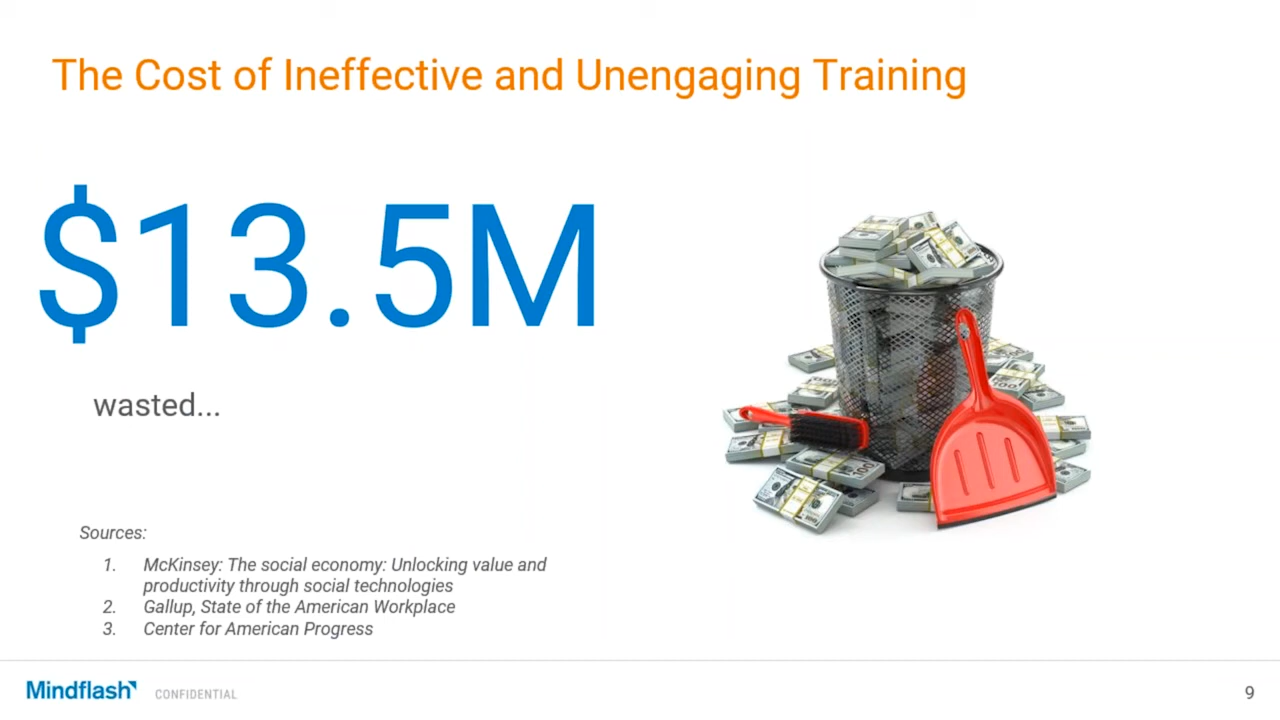 The Cost of Ineffective and Unengaging Training
$13.5M
wasted...
Sources:
1. McKinsey: The social economy: Unlocking value and
productivity through social technologies
2. Gallup, State of the American Workplace
3. Center for American Progress
Mindflash CONFIDENTIAL
9